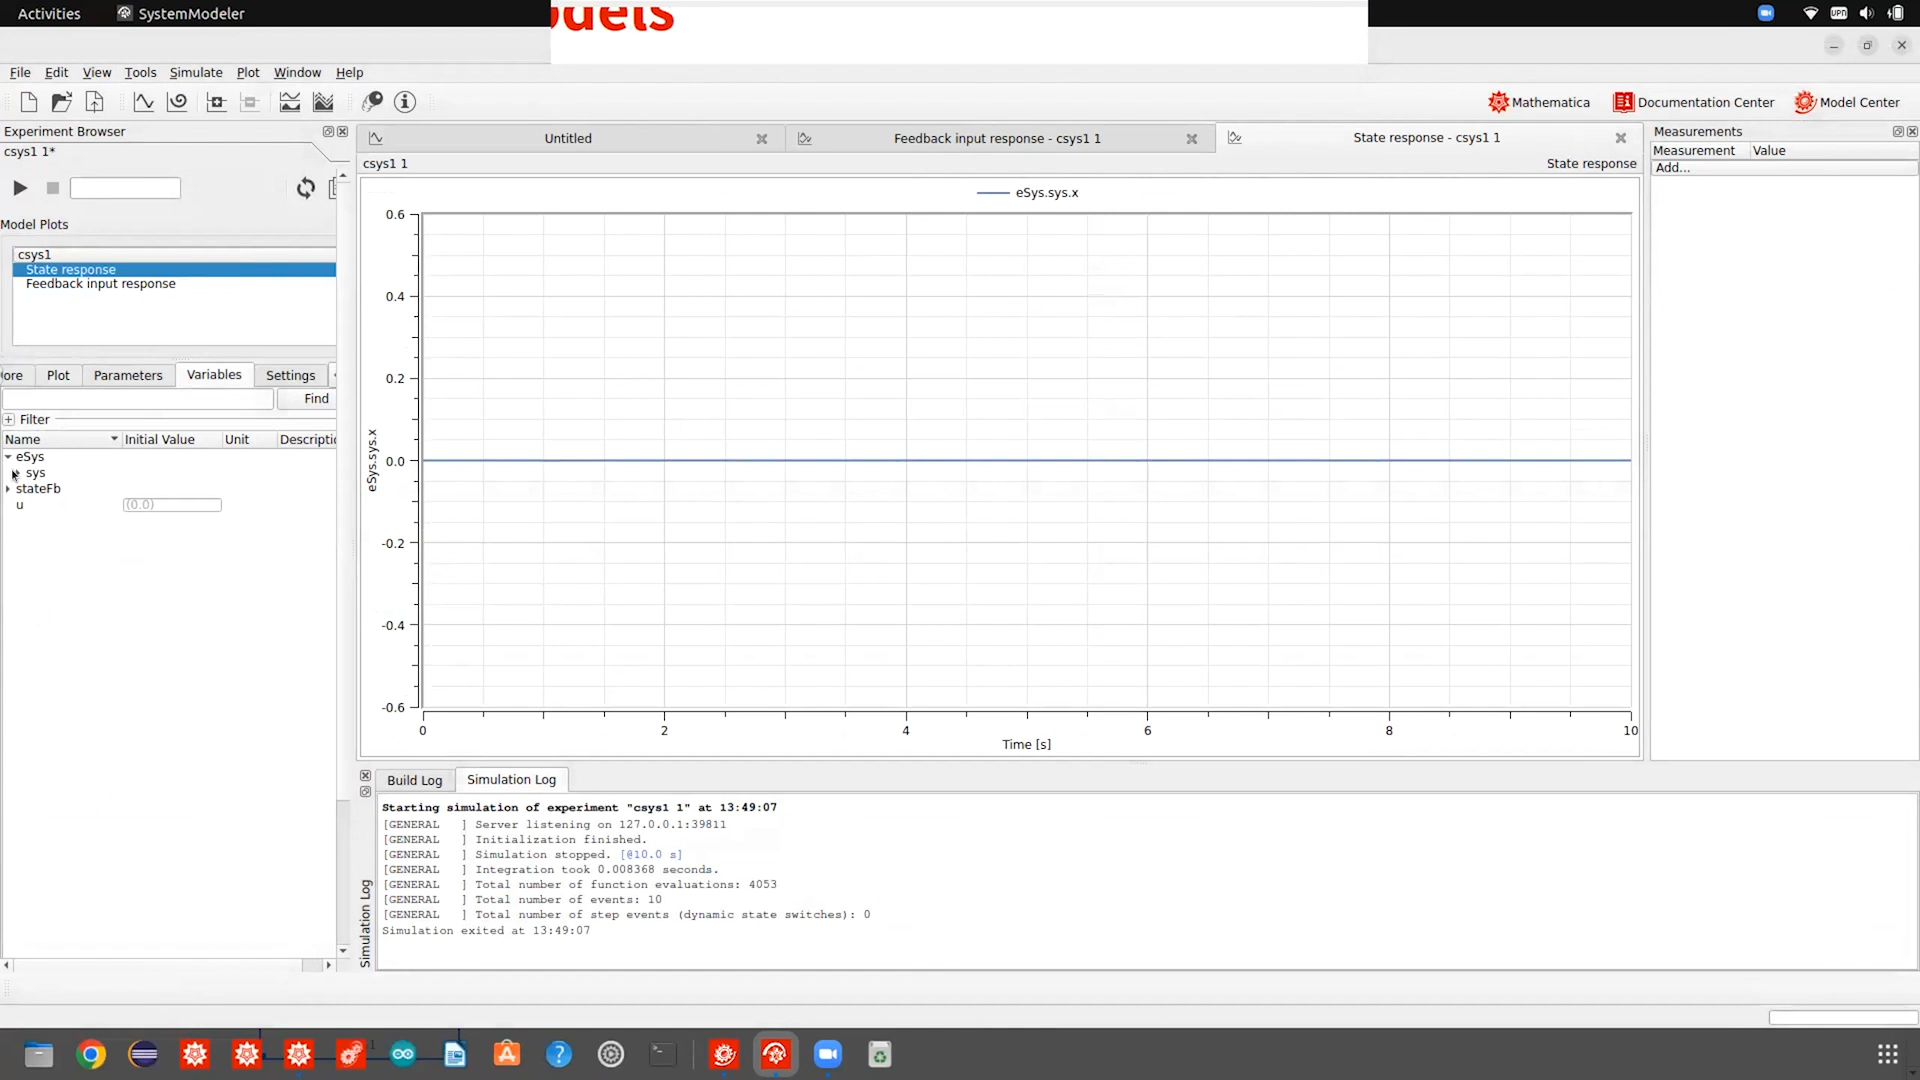 Activities
SystemModeler
odels
File Edit View Tools Simulate Plot Window Help
Mathematica
Documentation Center
Model Center
Experiment Browser
csys1 1*
Model Plots
csys1
State response
Feedback input response
ore Plot Parameters Variables Settings
Find
Filter
Name Initial Value Unit Descriptio
eSys
sys
stateFb
u (0.0)
Untitled
Feedback input response - csys1 1
State response - csys1 1
csys1 1
State response
eSys.sys.x
0.6
0.4
0.2
0.0
-0.2
-0.4
-0.6
eSys.sys.x
0 2 4 6 8 10
Time [s]
Measurements
Measurement Value
Add...
Build Log
Simulation Log
Simulation Log
Starting simulation of experiment "csys1 1" at 13:49:07
[GENERAL ] Server listening on 127.0.0.1:39811
[GENERAL ] Initialization finished.
[GENERAL ] Simulation stopped. [@10.0 s]
[GENERAL ] Integration took 0.008368 seconds.
[GENERAL ] Total number of function evaluations: 4053
[GENERAL ] Total number of events: 10
[GENERAL ] Total number of step events (dynamic state switches): 0
Simulation exited at 13:49:07